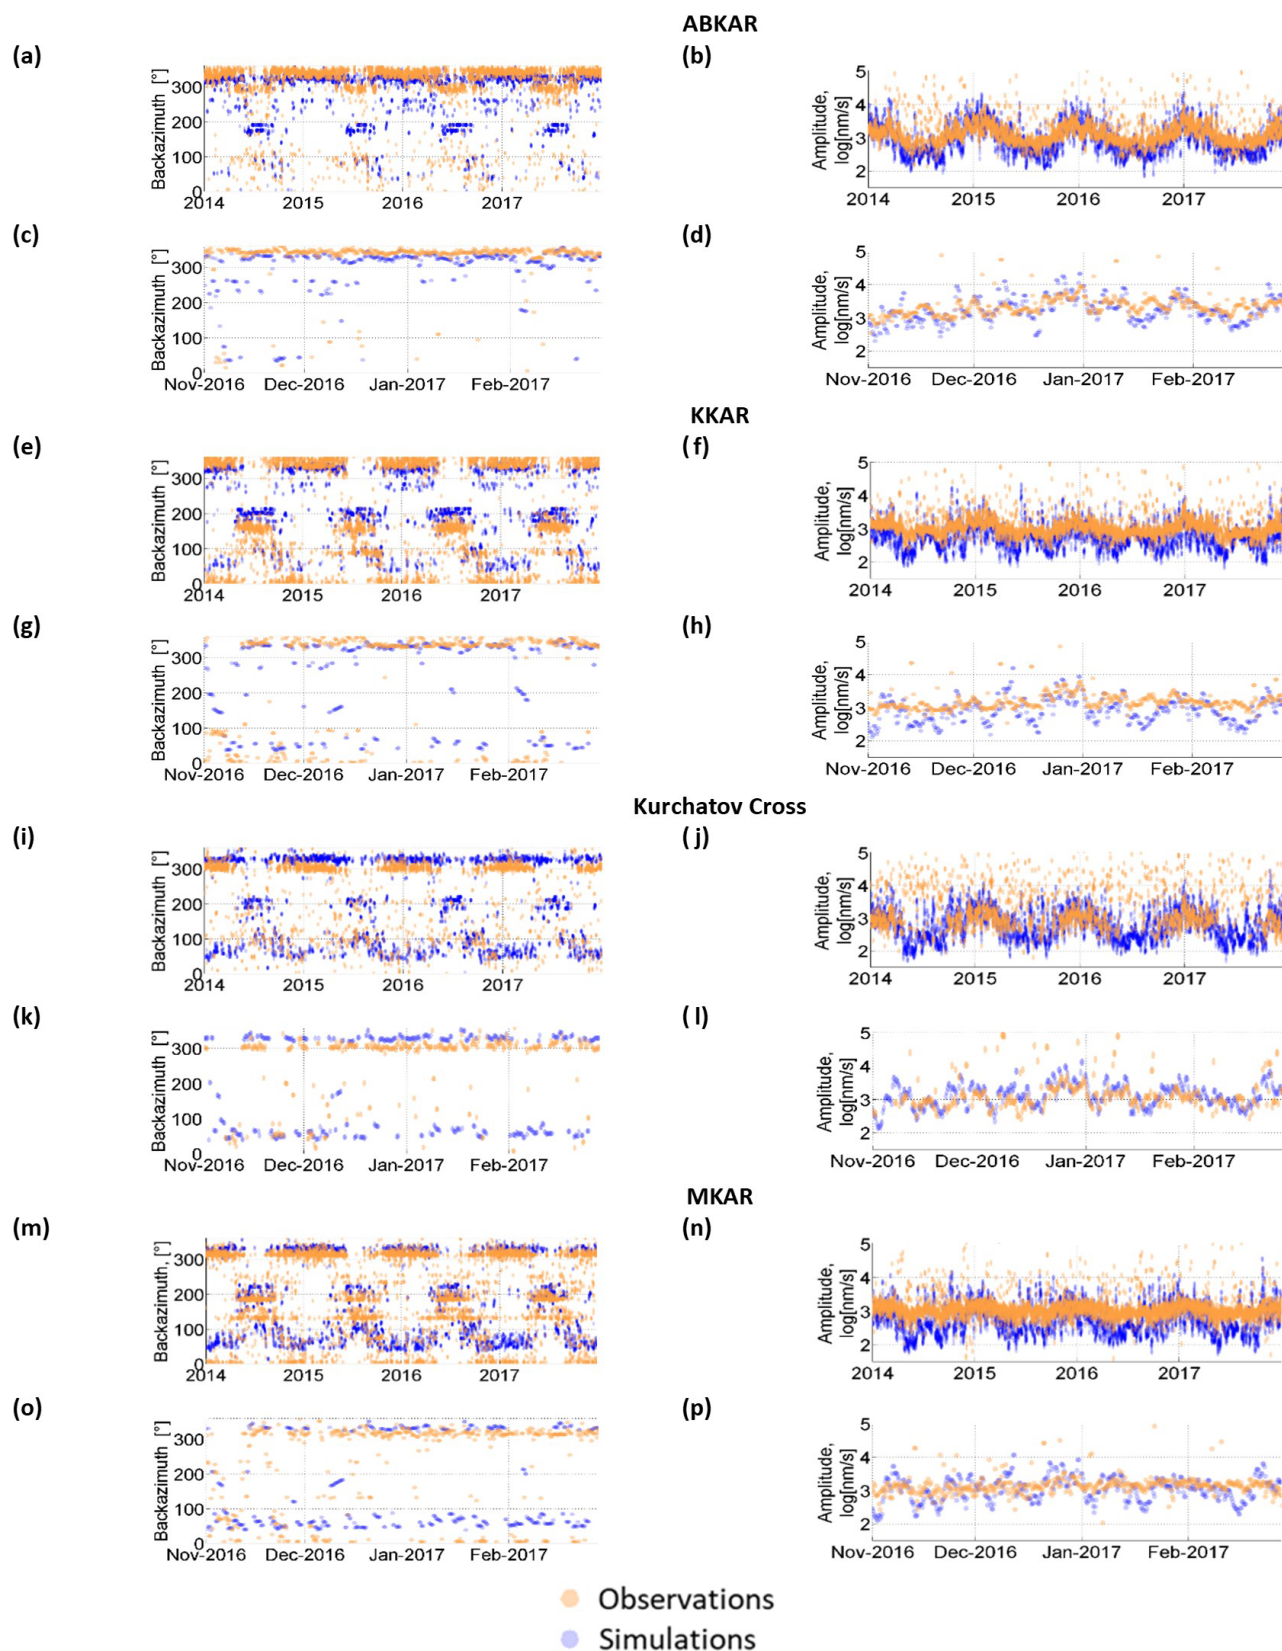 ABKAR
(a)
(b)
Backazimuth [°]
300
200
100
0
2014 2015 2016 2017
Amplitude,
log[nm/s]
5
4
3
2
2014 2015 2016 2017
(c)
(d)
Backazimuth [°]
300
200
100
0
Nov-2016 Dec-2016 Jan-2017 Feb-2017
Amplitude,
log[nm/s]
5
4
3
2
Nov-2016 Dec-2016 Jan-2017 Feb-2017
KKAR
(e)
( f)
Backazimuth [°]
300
200
100
0
2014 2015 2016 2017
Amplitude,
log[nm/s]
5
4
3
2
2014 2015 2016 2017
(g)
(h)
Backazimuth [°]
300
200
100
0
Nov-2016 Dec-2016 Jan-2017 Feb-2017
Amplitude,
log[nm/s]
5
4
3
2
Nov-2016 Dec-2016 Jan-2017 Feb-2017
Kurchatov Cross
(i)
( j)
Backazimuth [°]
300
200
100
0
2014 2015 2016 2017
Amplitude,
log[nm/s]
5
4
3
2
2014 2015 2016 2017
(k)
( l)
Backazimuth [°]
300
200
100
0
Nov-2016 Dec-2016 Jan-2017 Feb-2017
Amplitude,
log[nm/s]
5
4
3
2
Nov-2016 Dec-2016 Jan-2017 Feb-2017
MKAR
(m)
(n)
Backazimuth, [°]
300
200
100
0
2014 2015 2016 2017
Amplitude,
log[nm/s]
5
4
3
2
2014 2015 2016 2017
(o)
(p)
Backazimuth [°]
300
200
100
0
Nov-2016 Dec-2016 Jan-2017 Feb-2017
Amplitude,
log[nm/s]
5
4
3
2
Nov-2016 Dec-2016 Jan-2017 Feb-2017
Observations
Simulations